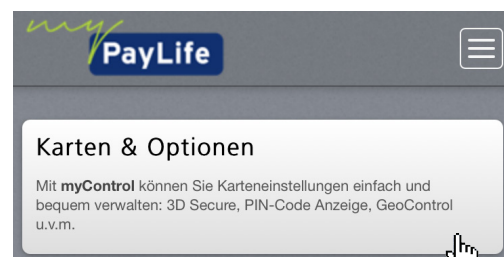 my
PayLife
Karten & Optionen
Mit myControl können Sie Karteneinstellungen einfach und
bequem verwalten: 3D Secure, PIN-Code Anzeige, GeoControl
u.v.m.